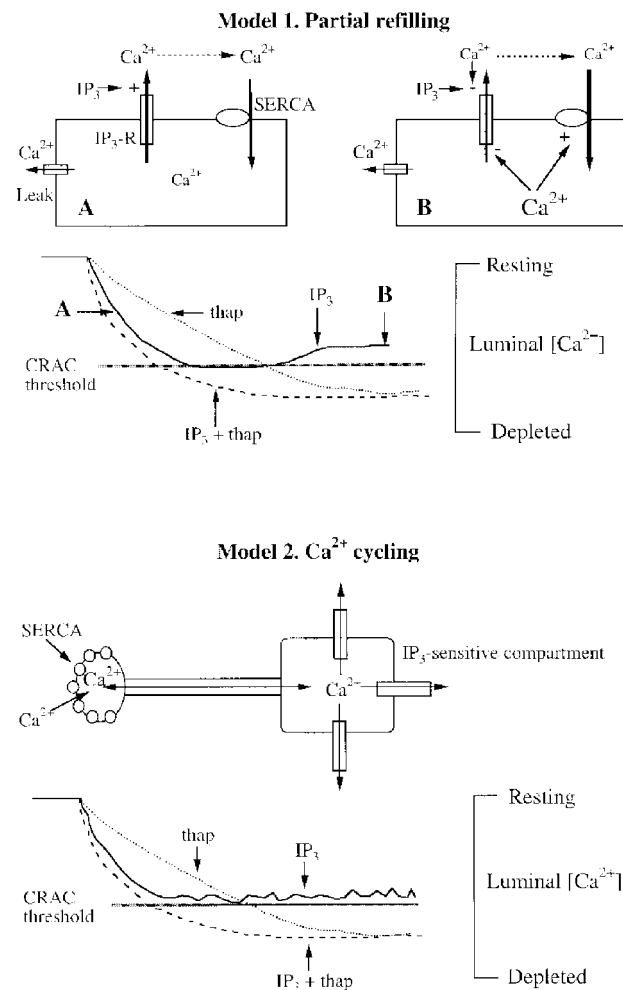 Model 1. Partial refilling
Ca²⁺ Ca²⁺
IP₃ +
SERCA
IP₃-R
Ca²⁺
Ca²⁺
Leak
A
Ca²⁺ Ca²⁺
IP₃ -
Ca²⁺
- +
B
Ca²⁺
A
thap
IP₃
B
CRAC
threshold
IP₃ + thap
Resting
Luminal [Ca²⁻]
Depleted
Model 2. Ca²⁺ cycling
SERCA
Ca²⁺
Ca²⁺
Ca²⁻
IP₃-sensitive compartment
thap
IP₃
CRAC
threshold
IP₃ + thap
Resting
Luminal [Ca²⁺]
Depleted